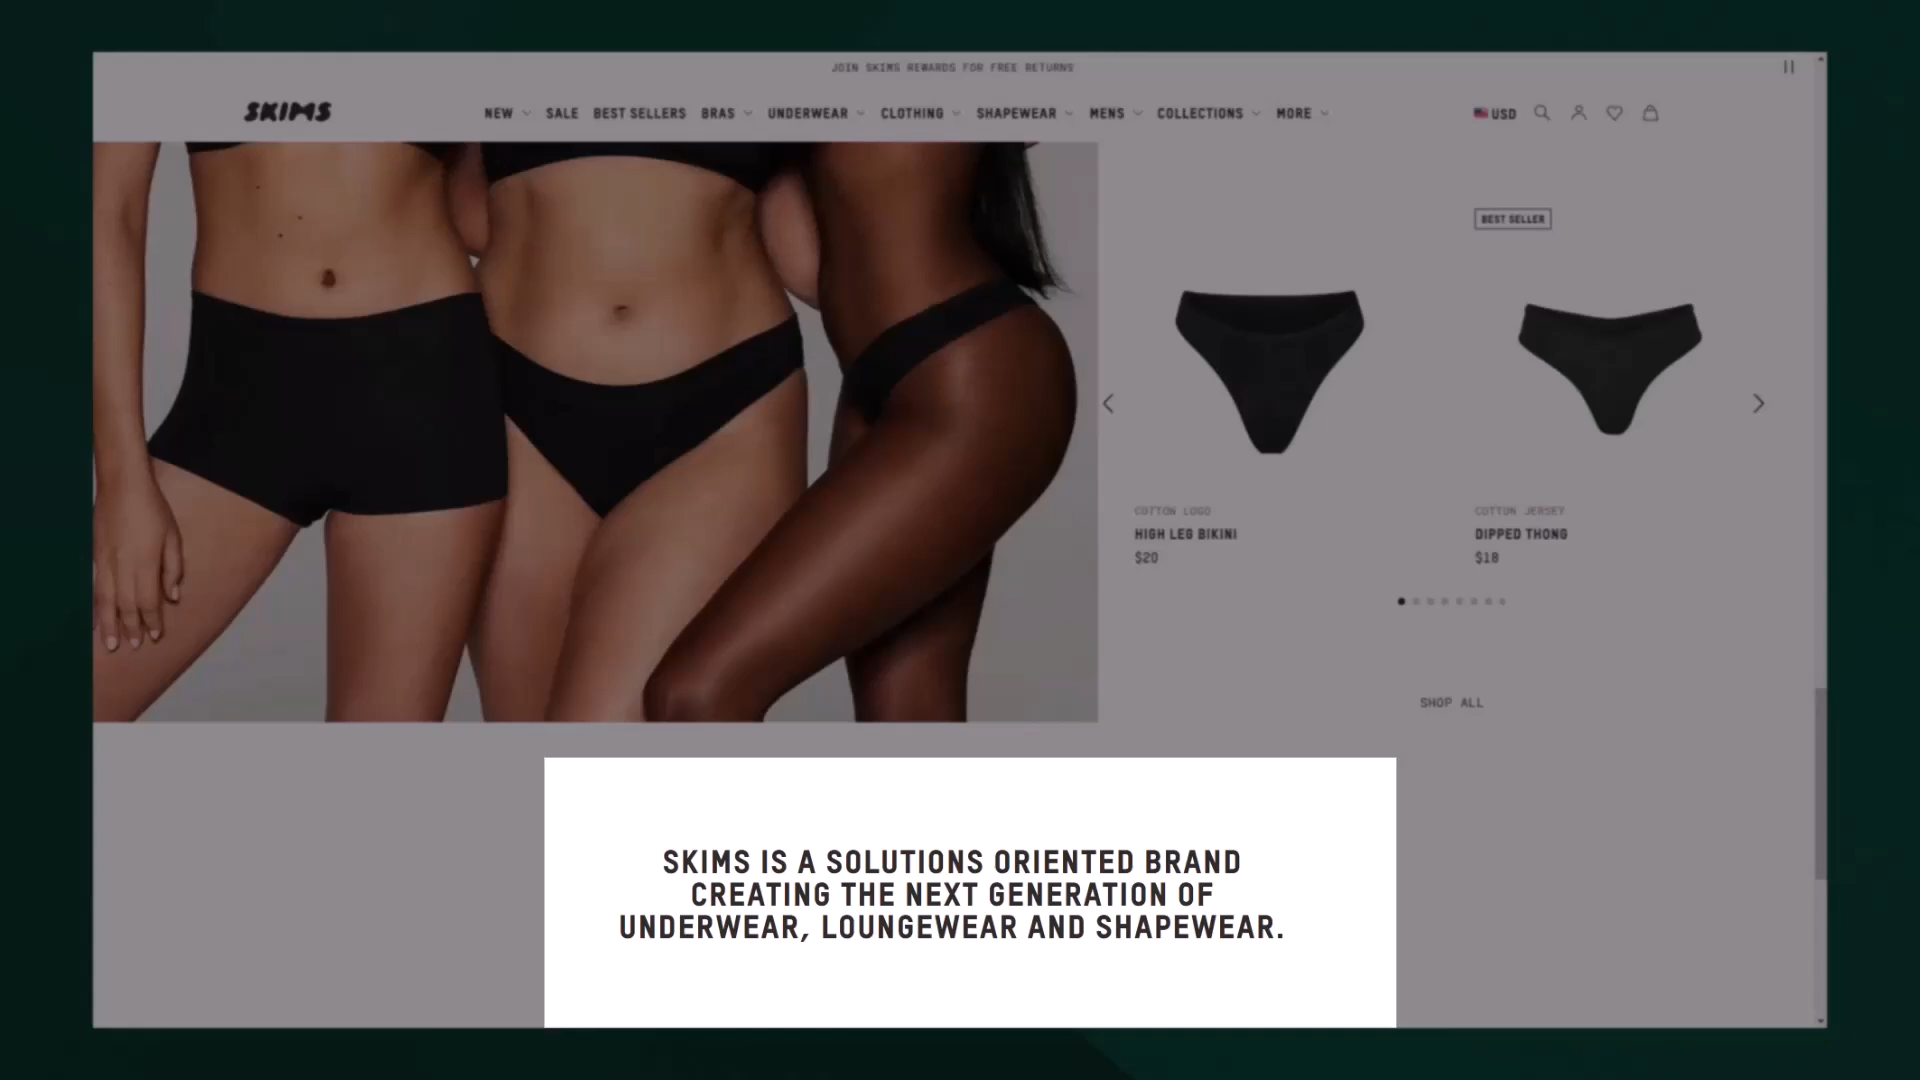 JOIN SKIMS REWARDS FOR FREE RETURNS
SKIMS
NEW SALE BEST SELLERS BRAS UNDERWEAR CLOTHING SHAPEWEAR MENS COLLECTIONS MORE
USD
BEST SELLER
COTTON LOGO
HIGH LEG BIKINI
$20
COTTON JERSEY
DIPPED THONG
$18
SHOP ALL
SKIMS IS A SOLUTIONS ORIENTED BRAND
CREATING THE NEXT GENERATION OF
UNDERWEAR, LOUNGEWEAR AND SHAPEWEAR.